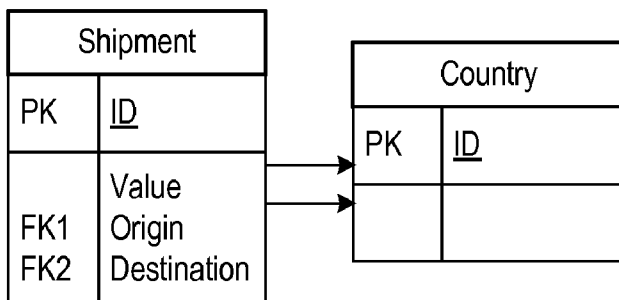 Shipment
PK ID
Value
FK1 Origin
FK2 Destination
Country
PK ID